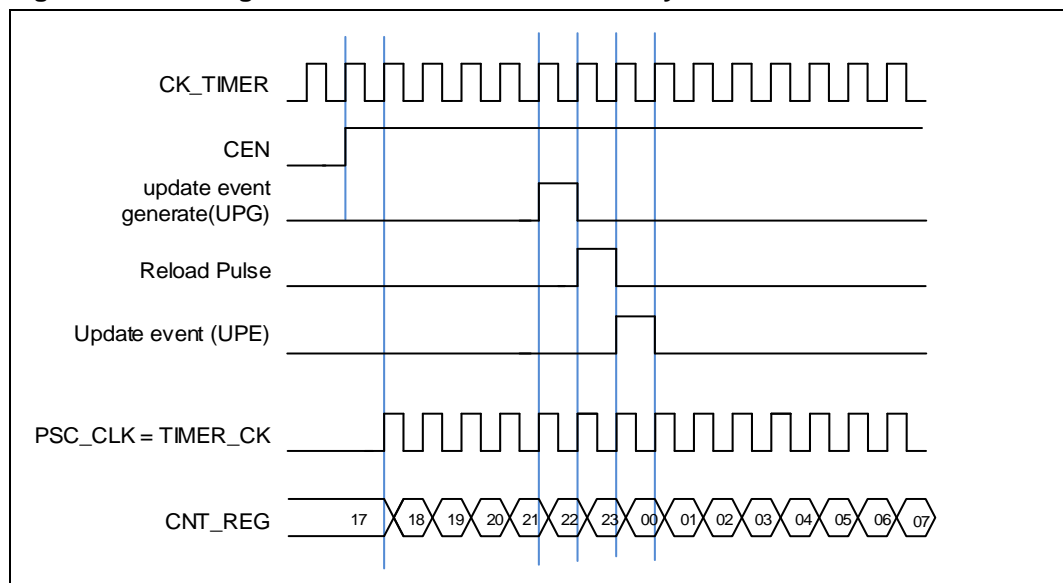 CK_TIMER
CEN
update event
generate(UPG)
Reload Pulse
Update event (UPE)
PSC_CLK = TIMER_CK
CNT_REG 17 18 19 20 21 22 23 00 01 02 03 04 05 06 07